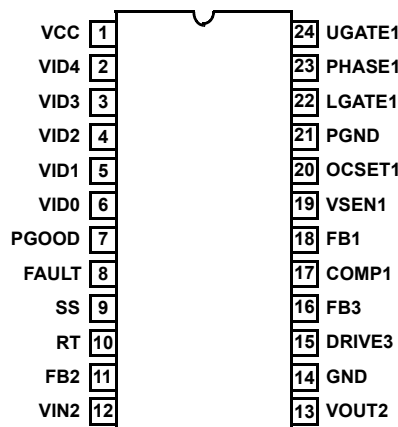 VCC 1 24 UGATE1
VID4 2 23 PHASE1
VID3 3 22 LGATE1
VID2 4 21 PGND
VID1 5 20 OCSET1
VID0 6 19 VSEN1
PGOOD 7 18 FB1
FAULT 8 17 COMP1
SS 9 16 FB3
RT 10 15 DRIVE3
FB2 11 14 GND
VIN2 12 13 VOUT2